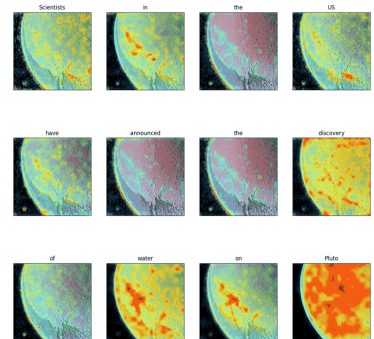 Scientists in the US
have announced the discovery
of water on Pluto